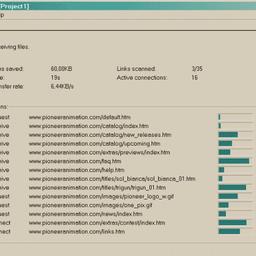 Project1]
lp
ceiving files.
s saved: 60,00KB Links scanned: 3/35
e: 19s Active connections: 16
nsfer rate: 6,44KB/s
ns:
uest www.pioneeranimation.com/default.htm
eive www.pioneeranimation.com/catalog/index.htm
eive www.pioneeranimation.com/catalog/new_releases.htm
eive www.pioneeranimation.com/catalog/upcoming.htm
eive www.pioneeranimation.com/extras/previews/index.htm
eive www.pioneeranimation.com/faq.htm
eive www.pioneeranimation.com/help.htm
eive www.pioneeranimation.com/titles/sol_bianca/sol_bianca_01.htm
eive www.pioneeranimation.com/titles/trigun/trigun_01.htm
uest www.pioneeranimation.com/images/pioneer_logo_w.gif
uest www.pioneeranimation.com/images/one_pix.gif
uest www.pioneeranimation.com/news/index.htm
nect www.pioneeranimation.com/extras/contest/index.htm
nect www.pioneeranimation.com/links.htm